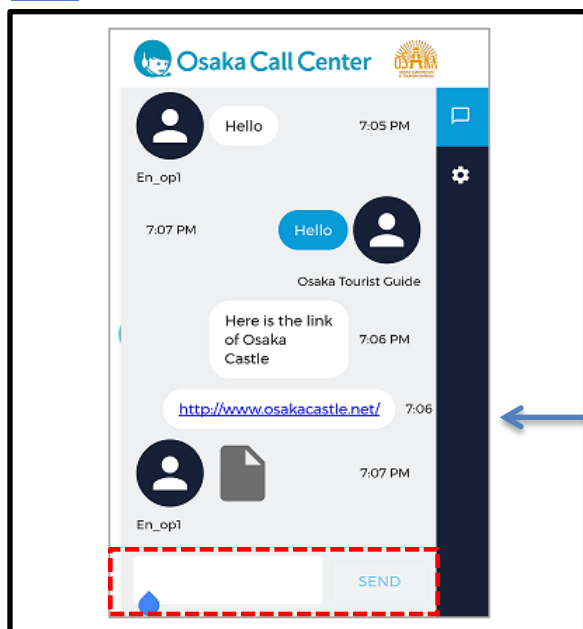 Osaka Call Center
OSAKA
Hello
7:05 PM
En_op1
7:07 PM
Hello
Osaka Tourist Guide
Here is the link
of Osaka
Castle
7:06 PM
http://www.osakacastle.net/
7:06
7:07 PM
En_op1
SEND